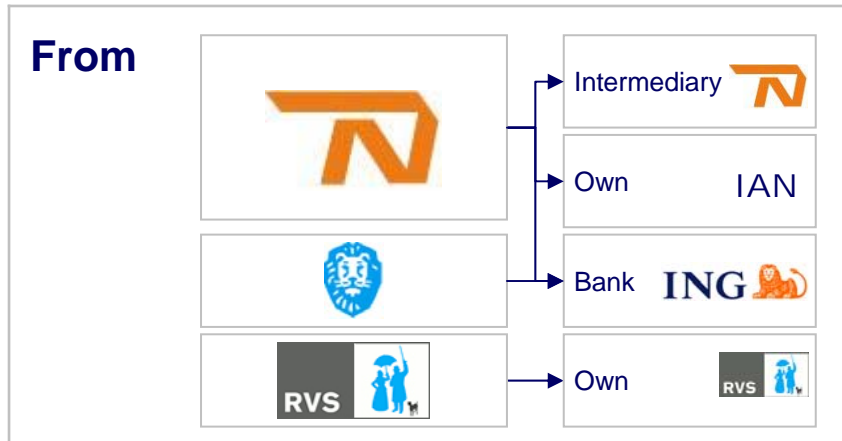 From
Intermediary
Own IAN
Bank ING
RVS
Own RVS